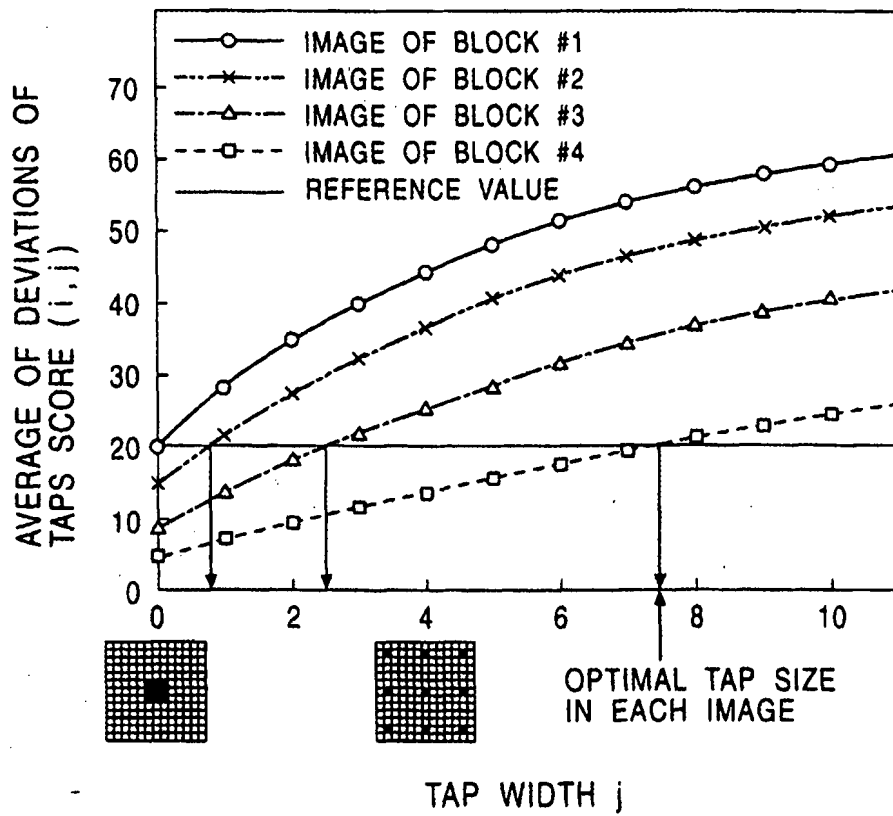 IMAGE OF BLOCK #1
IMAGE OF BLOCK #2
IMAGE OF BLOCK #3
IMAGE OF BLOCK #4
REFERENCE VALUE
AVERAGE OF DEVIATIONS OF
TAPS SCORE (i,j)
70
60
50
40
30
20
10
0
0 2 4 6 8 10
OPTIMAL TAP SIZE
IN EACH IMAGE
TAP WIDTH j